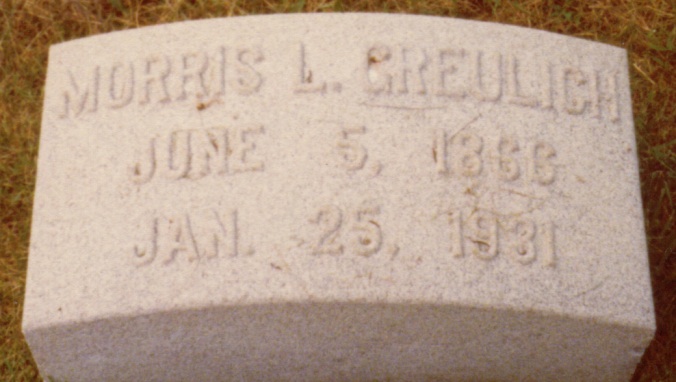 MORRIS L. GREULICH
JUNE 5, 1866
JAN. 25, 1931